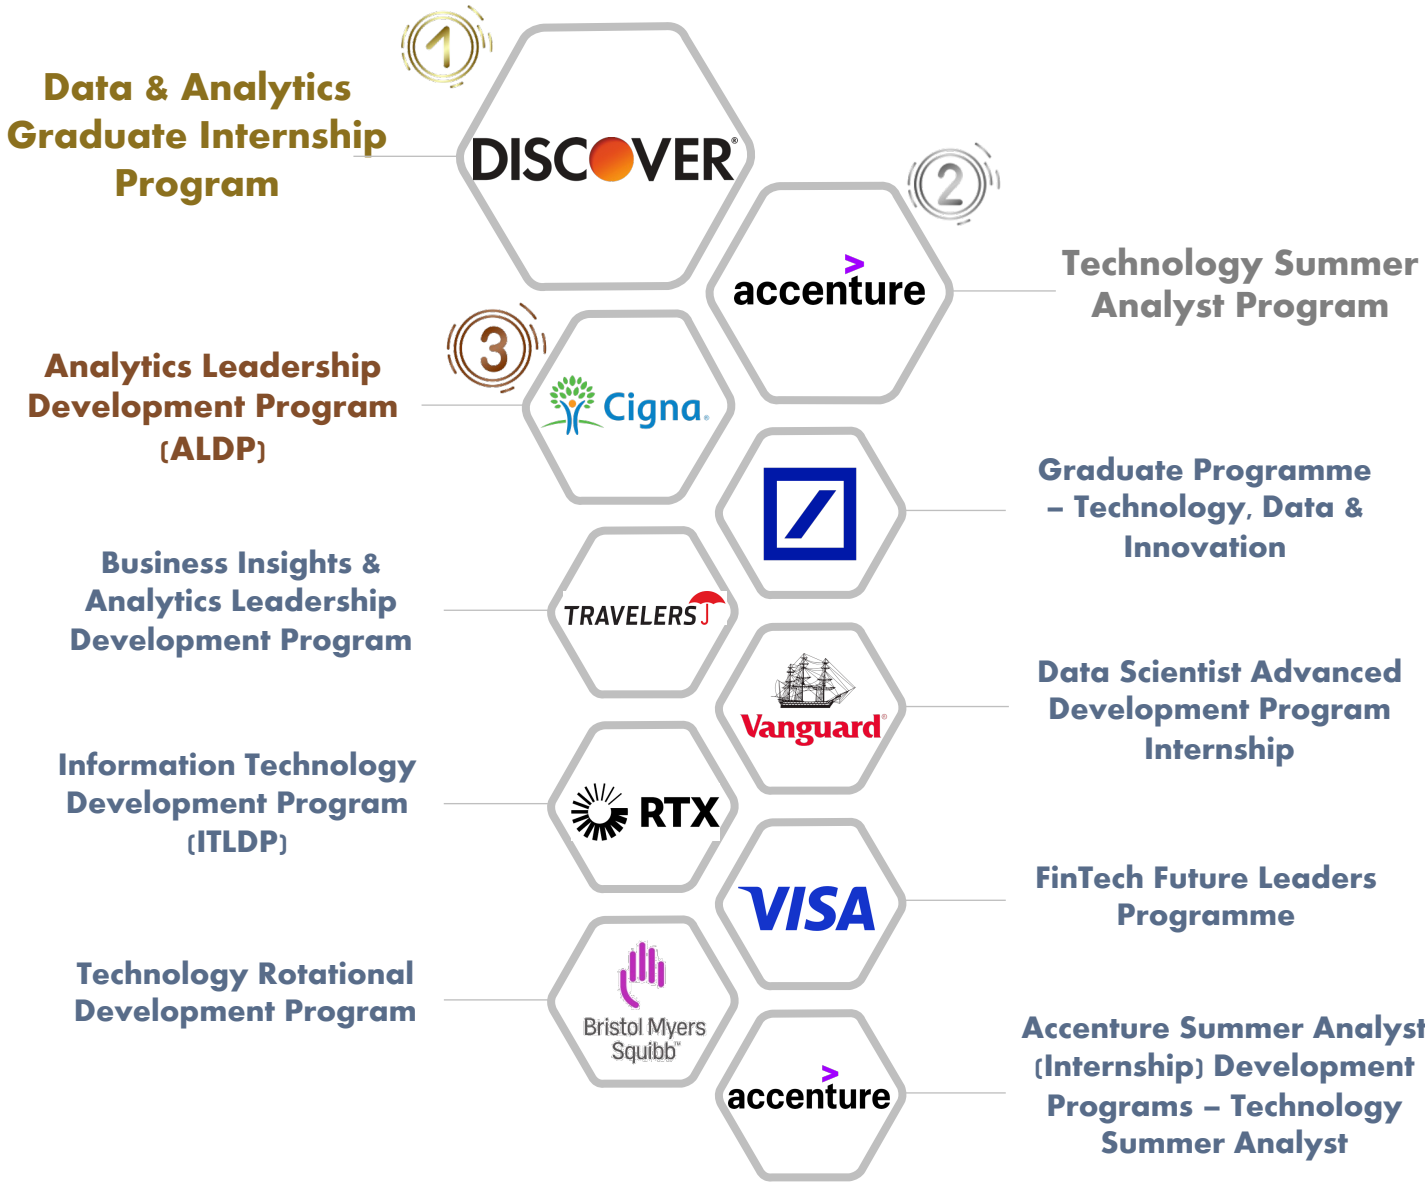 1
Data & Analytics
Graduate Internship
Program
DISCOVER®
2
accenture
Technology Summer
Analyst Program
3
Analytics Leadership
Development Program
(ALDP)
Cigna®
Graduate Programme
– Technology, Data &
Innovation
Business Insights &
Analytics Leadership
Development Program
TRAVELERS
Vanguard®
Data Scientist Advanced
Development Program
Internship
Information Technology
Development Program
(ITLDP)
RTX
VISA
FinTech Future Leaders
Programme
Technology Rotational
Development Program
Bristol Myers
Squibb™
accenture
Accenture Summer Analyst
(Internship) Development
Programs – Technology
Summer Analyst